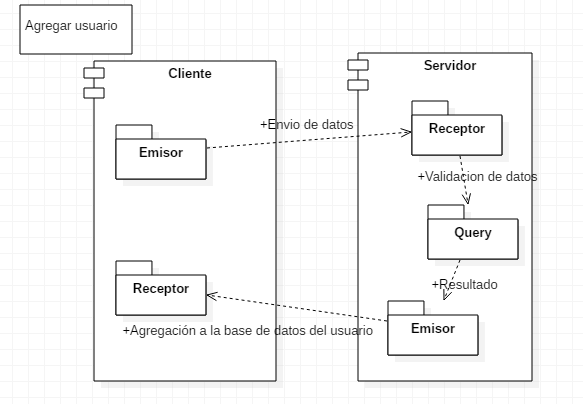 Agregar usuario
Cliente
Servidor
+Envio de datos
Receptor
Emisor
+Validacion de datos
Query
Receptor
+Resultado
Emisor
+Agregación a la base de datos del usuario